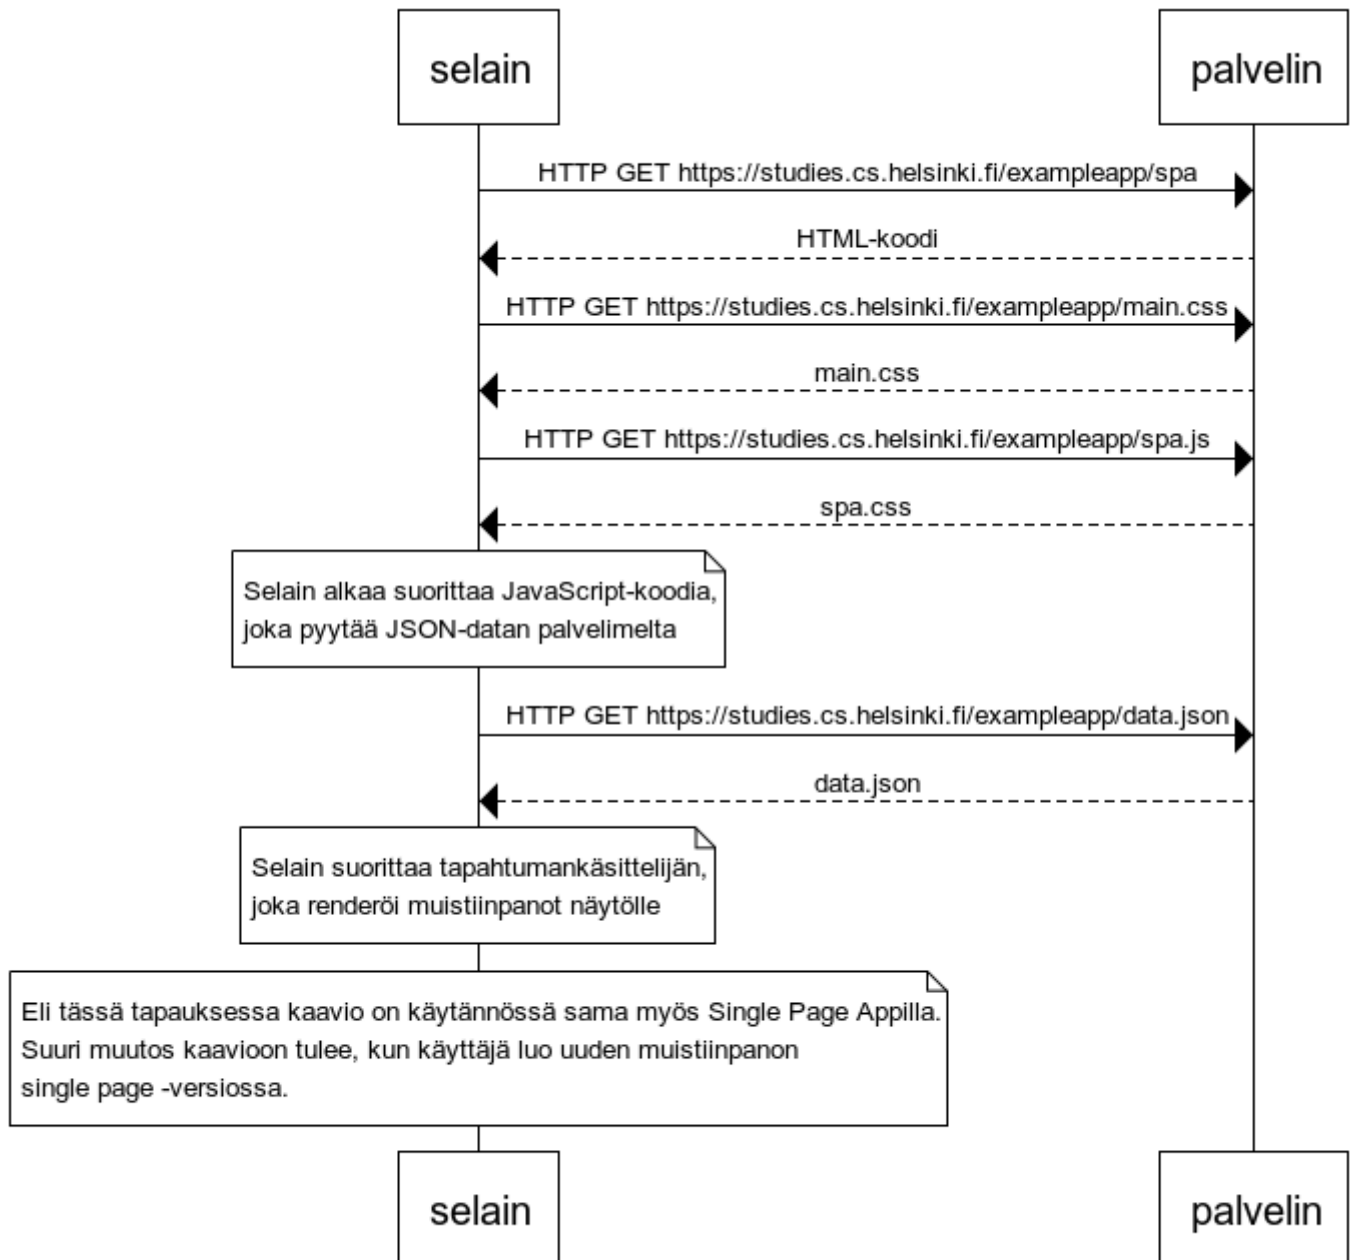 selain
palvelin
HTTP GET https://studies.cs.helsinki.fi/exampleapp/spa
HTML-koodi
HTTP GET https://studies.cs.helsinki.fi/exampleapp/main.css
main.css
HTTP GET https://studies.cs.helsinki.fi/exampleapp/spa.js
spa.css
Selain alkaa suorittaa JavaScript-koodia,
joka pyytää JSON-datan palvelimelta
HTTP GET https://studies.cs.helsinki.fi/exampleapp/data.json
data.json
Selain suorittaa tapahtumankäsittelijän,
joka renderöi muistiinpanot näytölle
Eli tässä tapauksessa kaavio on käytännössä sama myös Single Page Appilla.
Suuri muutos kaavioon tulee, kun käyttäjä luo uuden muistiinpanon
single page -versiossa.
selain
palvelin